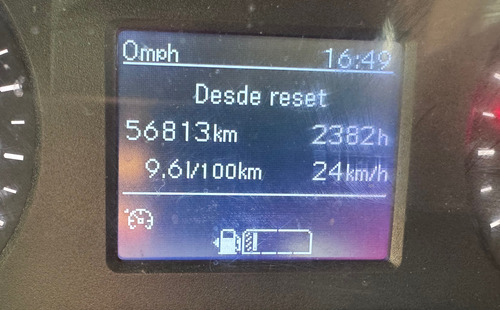 0mph 16:49
Desde reset
56813km 2382h
9.6l/100km 24km/h